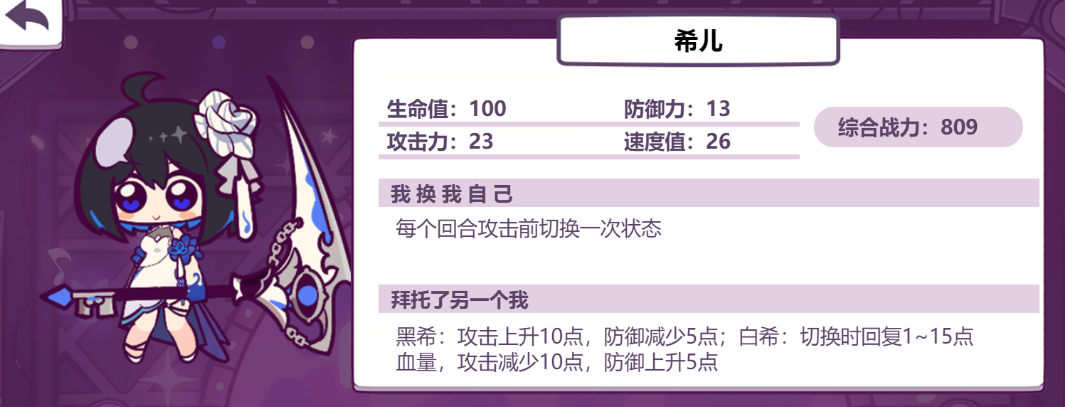 希儿
生命值：100 防御力：13
综合战力：809
攻击力：23 速度值：26
我换我自己
每个回合攻击前切换一次状态
拜托了另一个我
黑希：攻击上升10点，防御减少5点；白希：切换时回复1~15点
血量，攻击减少10点，防御上升5点